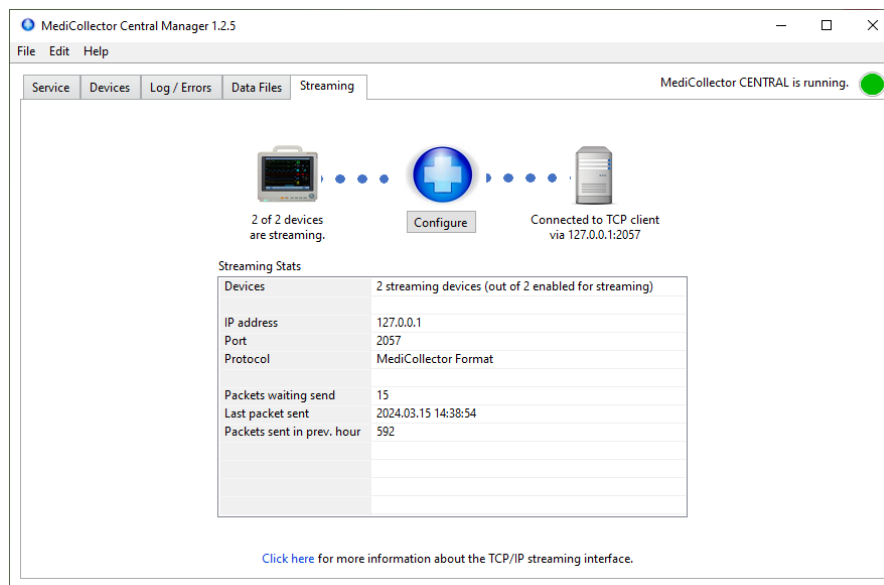 MediCollector Central Manager 1.2.5
File Edit Help
Service Devices Log / Errors Data Files Streaming
MediCollector CENTRAL is running.
2 of 2 devices
are streaming.
Configure
Connected to TCP client
via 127.0.0.1:2057
Streaming Stats
Devices 2 streaming devices (out of 2 enabled for streaming)
IP address 127.0.0.1
Port 2057
Protocol MediCollector Format
Packets waiting send 15
Last packet sent 2024.03.15 14:38:54
Packets sent in prev. hour 592
Click here for more information about the TCP/IP streaming interface.